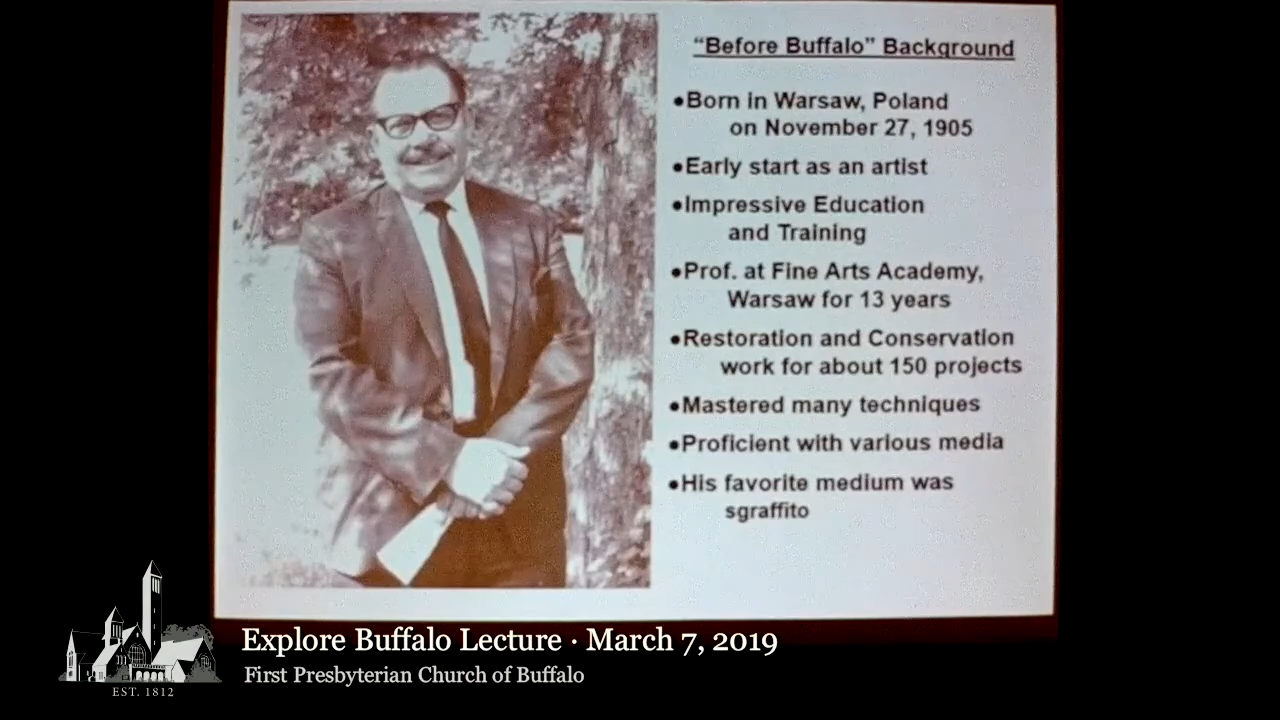 “Before Buffalo” Background
•Born in Warsaw, Poland
on November 27, 1905
•Early start as an artist
•Impressive Education
and Training
•Prof. at Fine Arts Academy,
Warsaw for 13 years
•Restoration and Conservation
work for about 150 projects
•Mastered many techniques
•Proficient with various media
•His favorite medium was
sgraffito
Explore Buffalo Lecture · March 7, 2019
First Presbyterian Church of Buffalo
EST. 1812